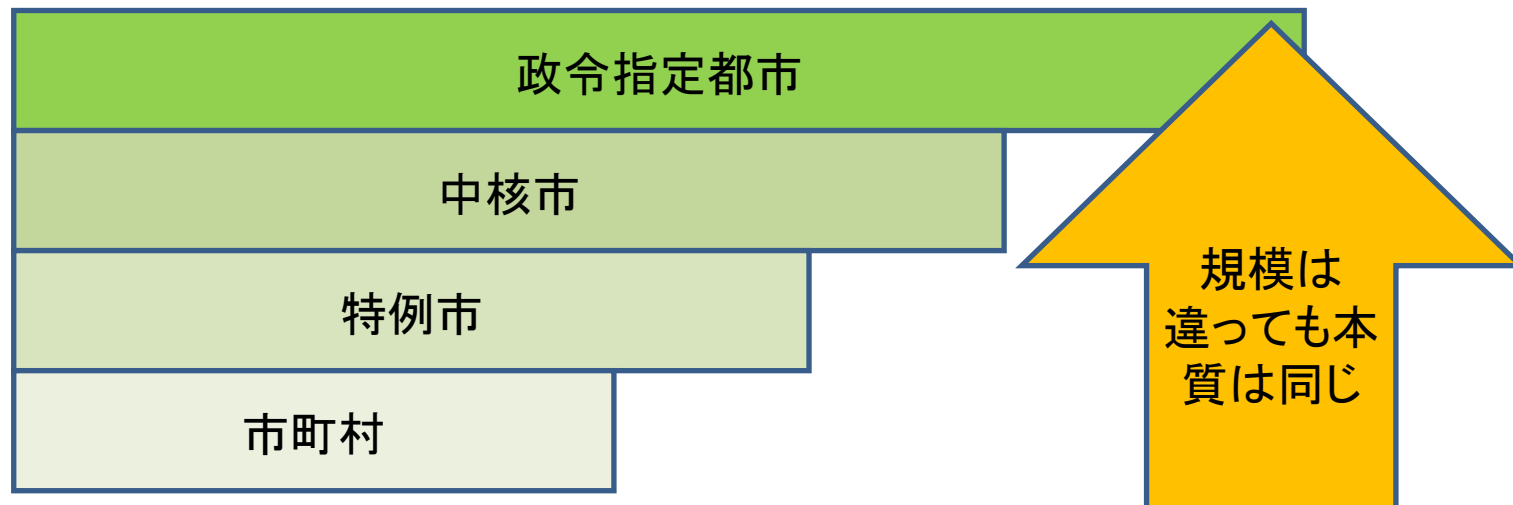 政令指定都市
中核市
特例市
市町村
規模は
違っても本
質は同じ